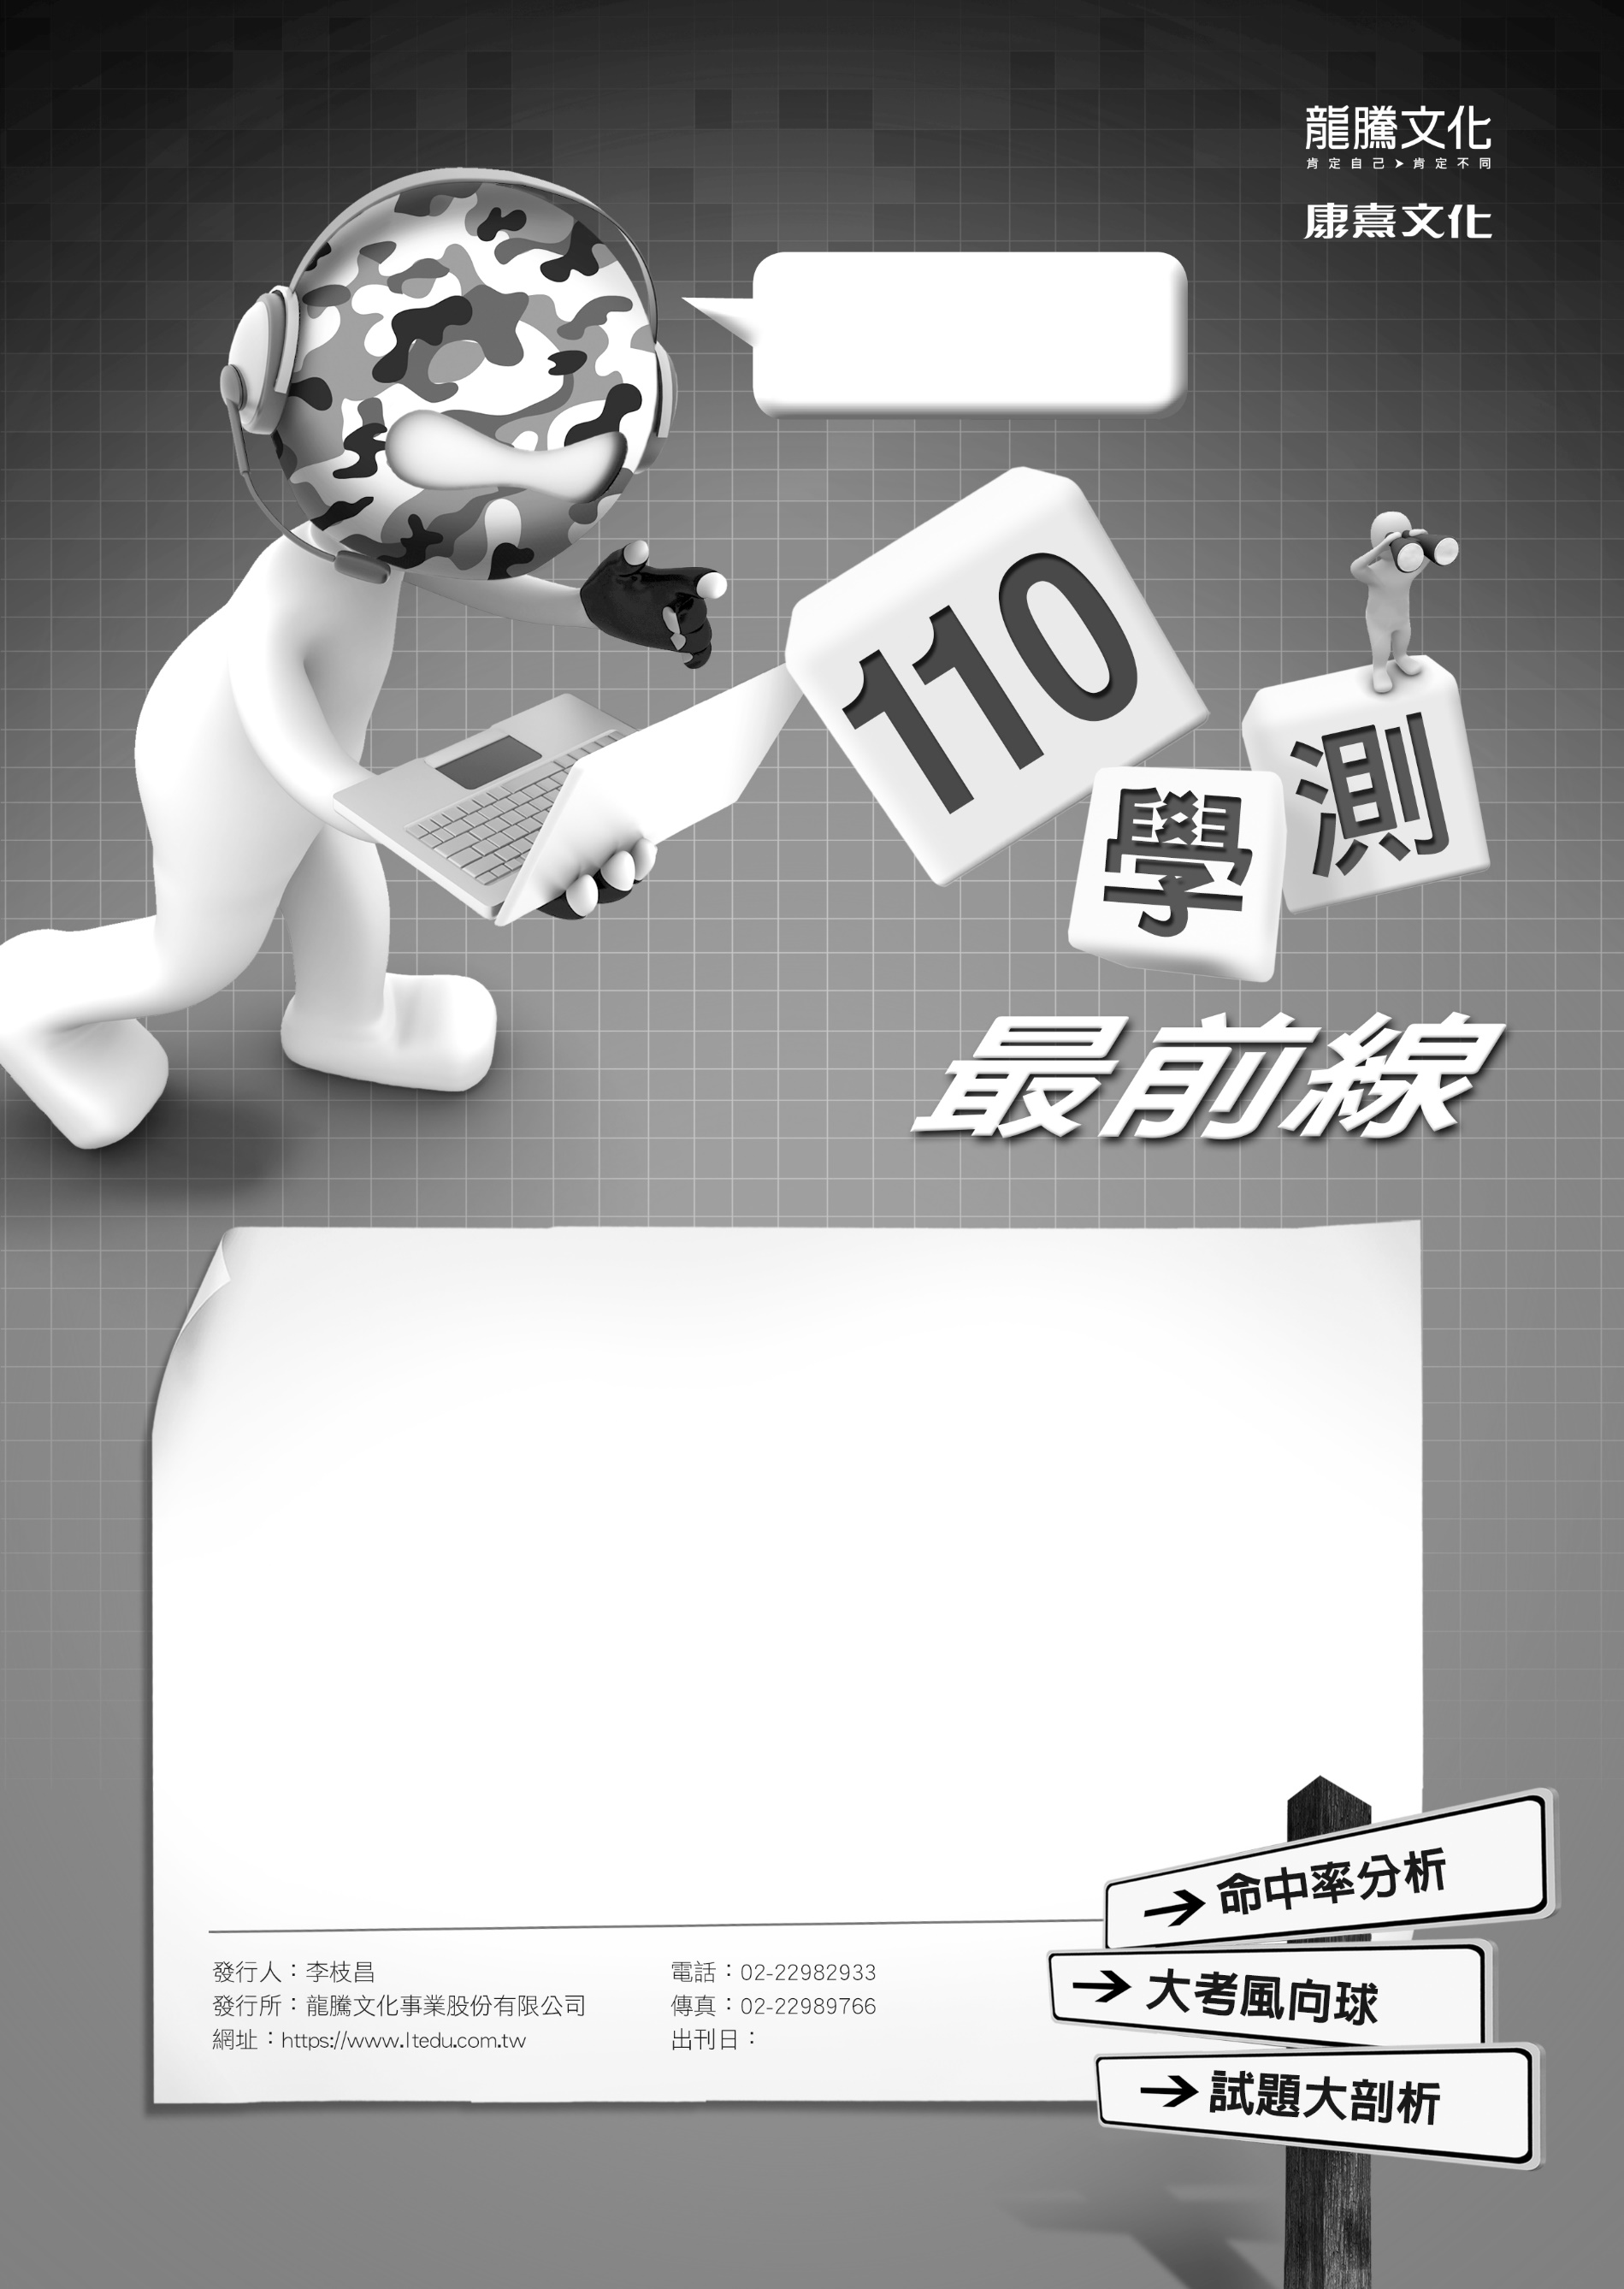 龍騰文化
肯定自己➤肯定不同
康熹文化
110
學測
最前線
命中率分析
大考風向球
試題大剖析
發行人：李枝昌
發行所：龍騰文化事業股份有限公司
網址：https://www.ltedu.com.tw
電話：02-22982933
傳真：02-22989766
出刊日：